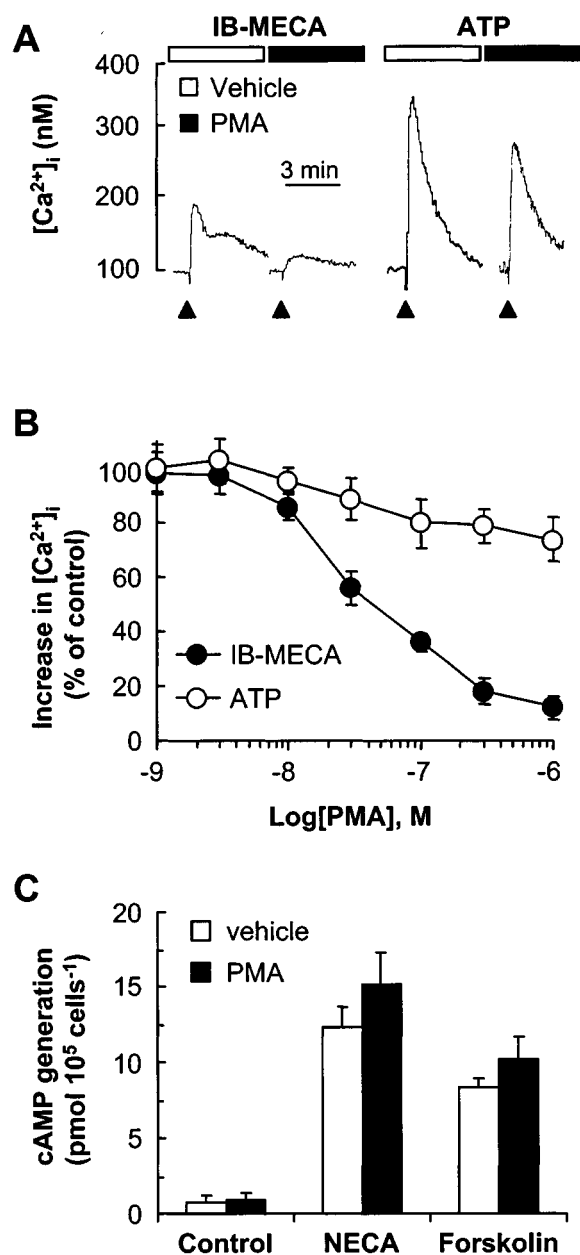 A
IB-MECA ATP
Vehicle
PMA
3 min
[Ca²⁺]ᵢ (nM)
400
300
200
100
B
Increase in [Ca²⁺]ᵢ
(% of control)
100
80
60
40
20
0
IB-MECA
ATP
-9 -8 -7 -6
Log[PMA], M
C
cAMP generation
(pmol 10⁵ cells⁻¹)
20
15
10
5
0
vehicle
PMA
Control NECA Forskolin